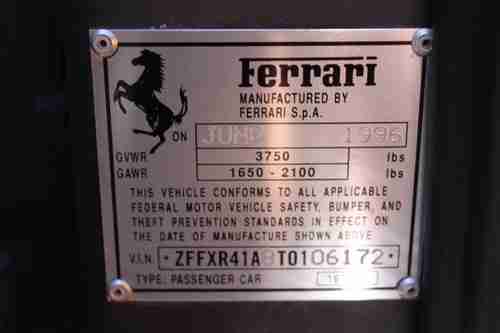 Ferrari
MANUFACTURED BY
FERRARI S.p.A.
ON 1996
GVWR 3750 lbs
GAWR 1650 - 2100 lbs
THIS VEHICLE CONFORMS TO ALL APPLICABLE
FEDERAL MOTOR VEHICLE SAFETY, BUMPER, AND
THEFT PREVENTION STANDARDS IN EFFECT ON
THE DATE OF MANUFACTURE SHOWN ABOVE
V.I.N. • ZFFXR41A8T0106172 •
TYPE: PASSENGER CAR